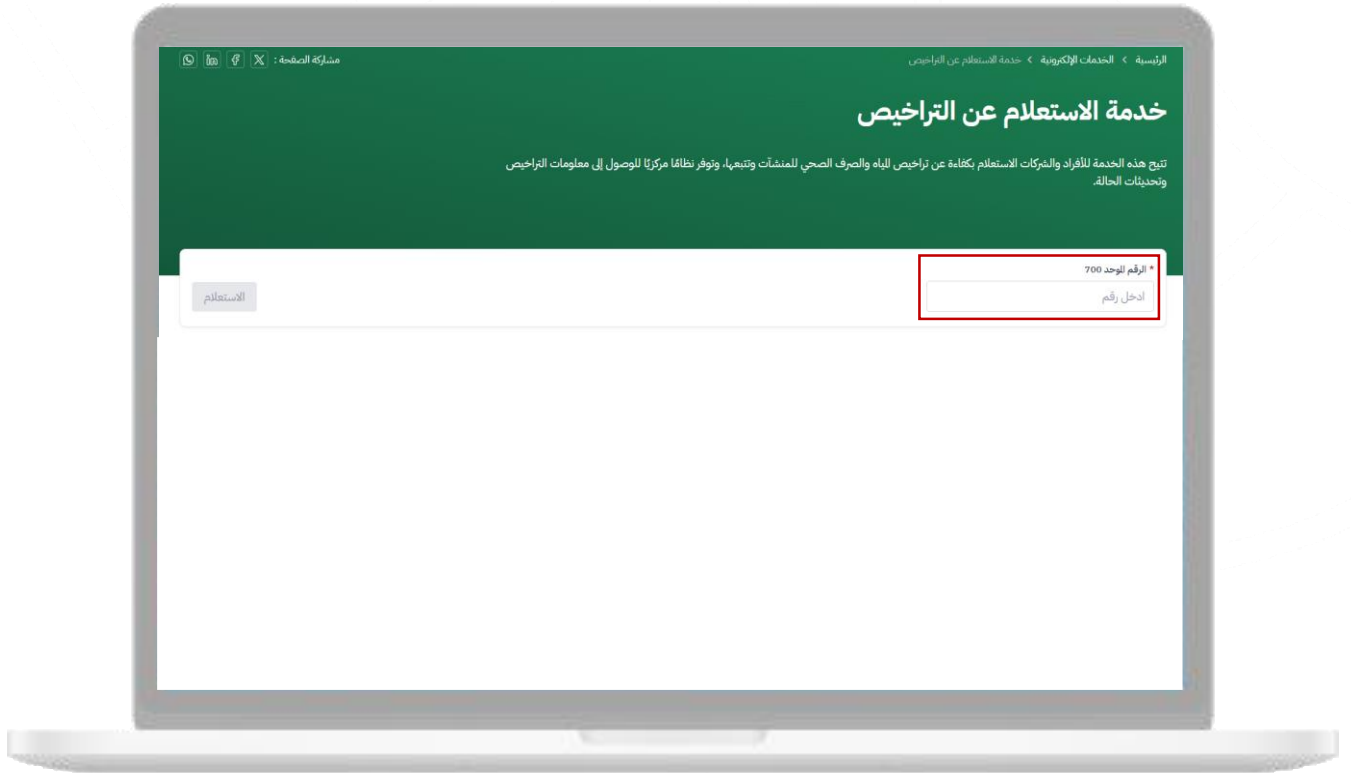 الرئيسية > الخدمات الإلكترونية > خدمة الاستعلام عن التراخيص
مشاركة الصفحة :
خدمة الاستعلام عن التراخيص
تتيح هذه الخدمة للأفراد والشركات الاستعلام بكفاءة عن تراخيص المياه والصرف الصحي للمنشآت وتتبعها، وتوفر نظامًا مركزيًا للوصول إلى معلومات التراخيص
وتحديثات الحالة.
* الرقم الموحد 700
ادخل رقم
الاستعلام